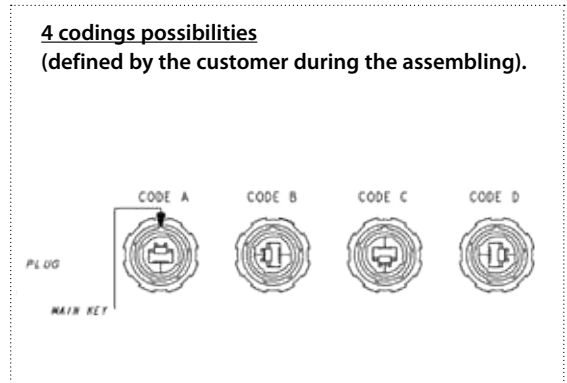 4 codings possibilities
(defined by the customer during the assembling).
CODE A CODE B CODE C CODE D
PLUG
MAIN KEY